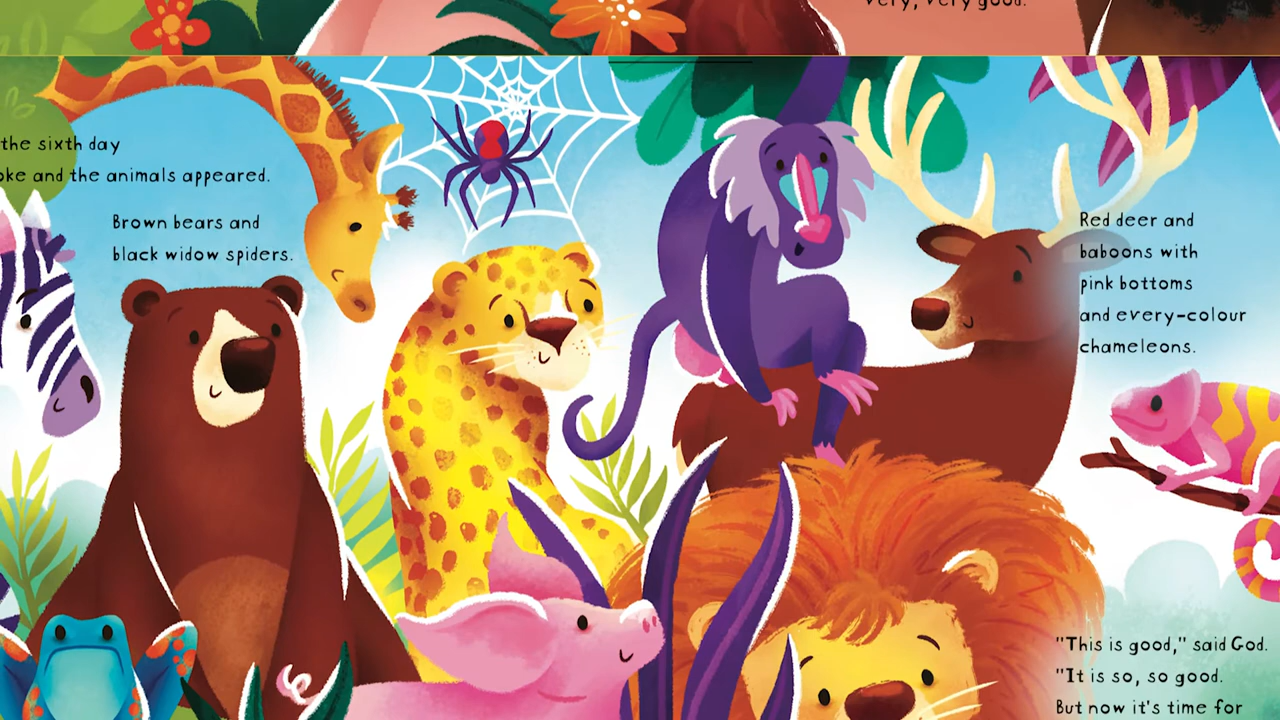 very, very good.
the sixth day
oke and the animals appeared.
Brown bears and
black widow spiders.
Red deer and
baboons with
pink bottoms
and every-colour
chameleons.
"This is good," said God.
"It is so, so good.
But now it's time for